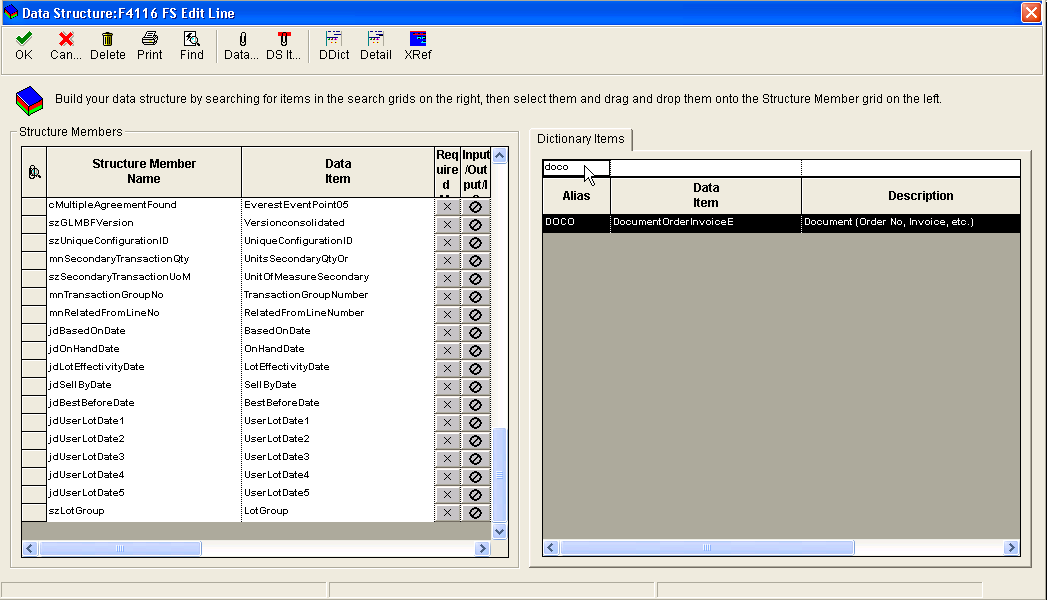 Data Structure:F4116 FS Edit Line
OK Can... Delete Print Find Data... DS It... DDict Detail XRef
Build your data structure by searching for items in the search grids on the right, then select them and drag and drop them onto the Structure Member grid on the left.
Structure Members
Structure Member Name Data Item Req uire d Input /Out put/I
cMultipleAgreementFound EverestEventPoint05
szGLMBFVersion Versionconsolidated
szUniqueConfigurationID UniqueConfigurationID
mnSecondaryTransactionQty UnitsSecondaryQtyOr
szSecondaryTransactionUoM UnitOfMeasureSecondary
mnTransactionGroupNo TransactionGroupNumber
mnRelatedFromLineNo RelatedFromLineNumber
jdBasedOnDate BasedOnDate
jdOnHandDate OnHandDate
jdLotEffectivityDate LotEffectivityDate
jdSellByDate SellByDate
jdBestBeforeDate BestBeforeDate
jdUserLotDate1 UserLotDate1
jdUserLotDate2 UserLotDate2
jdUserLotDate3 UserLotDate3
jdUserLotDate4 UserLotDate4
jdUserLotDate5 UserLotDate5
szLotGroup LotGroup
Dictionary Items
doco
Alias Data Item Description
DOCO DocumentOrderInvoiceE Document (Order No, Invoice, etc.)